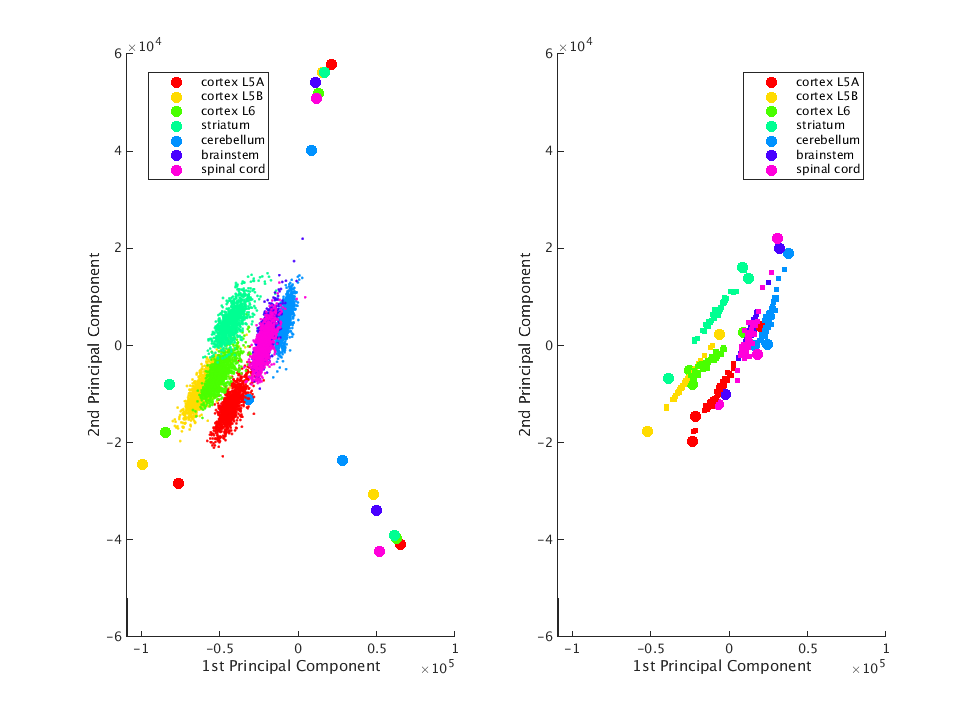 ×10^4
6
4
2
0
−2
−4
−6
2nd Principal Component
cortex L5A
cortex L5B
cortex L6
striatum
cerebellum
brainstem
spinal cord
−1
−0.5
0
0.5
1
1st Principal Component
×10^5
×10^4
6
4
2
0
−2
−4
−6
2nd Principal Component
cortex L5A
cortex L5B
cortex L6
striatum
cerebellum
brainstem
spinal cord
−1
−0.5
0
0.5
1
1st Principal Component
×10^5